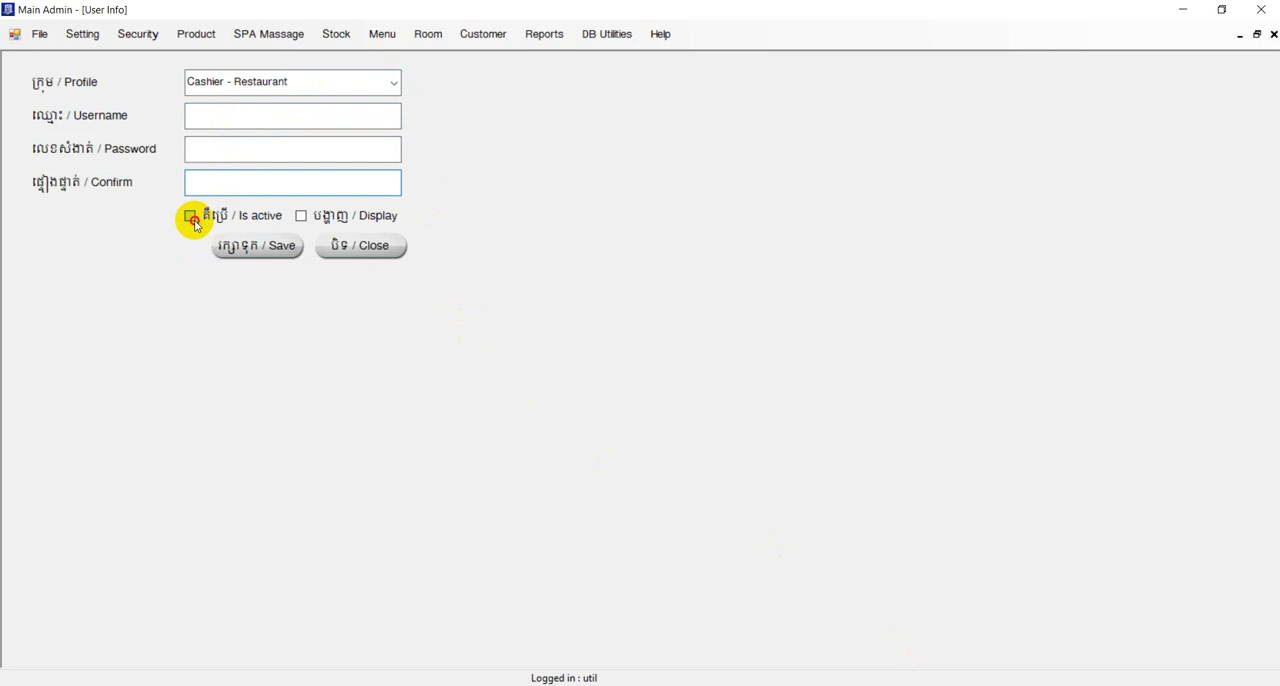 Main Admin - [User Info]
File Setting Security Product SPA Massage Stock Menu Room Customer Reports DB Utilities Help
ក្រុម / Profile Cashier - Restaurant
ឈ្មោះ / Username
លេខសំងាត់ / Password
ផ្ទៀងផ្ទាត់ / Confirm
គឺប្រើ / Is active បង្ហាញ / Display
រក្សាទុក / Save បិទ / Close
Logged in : util